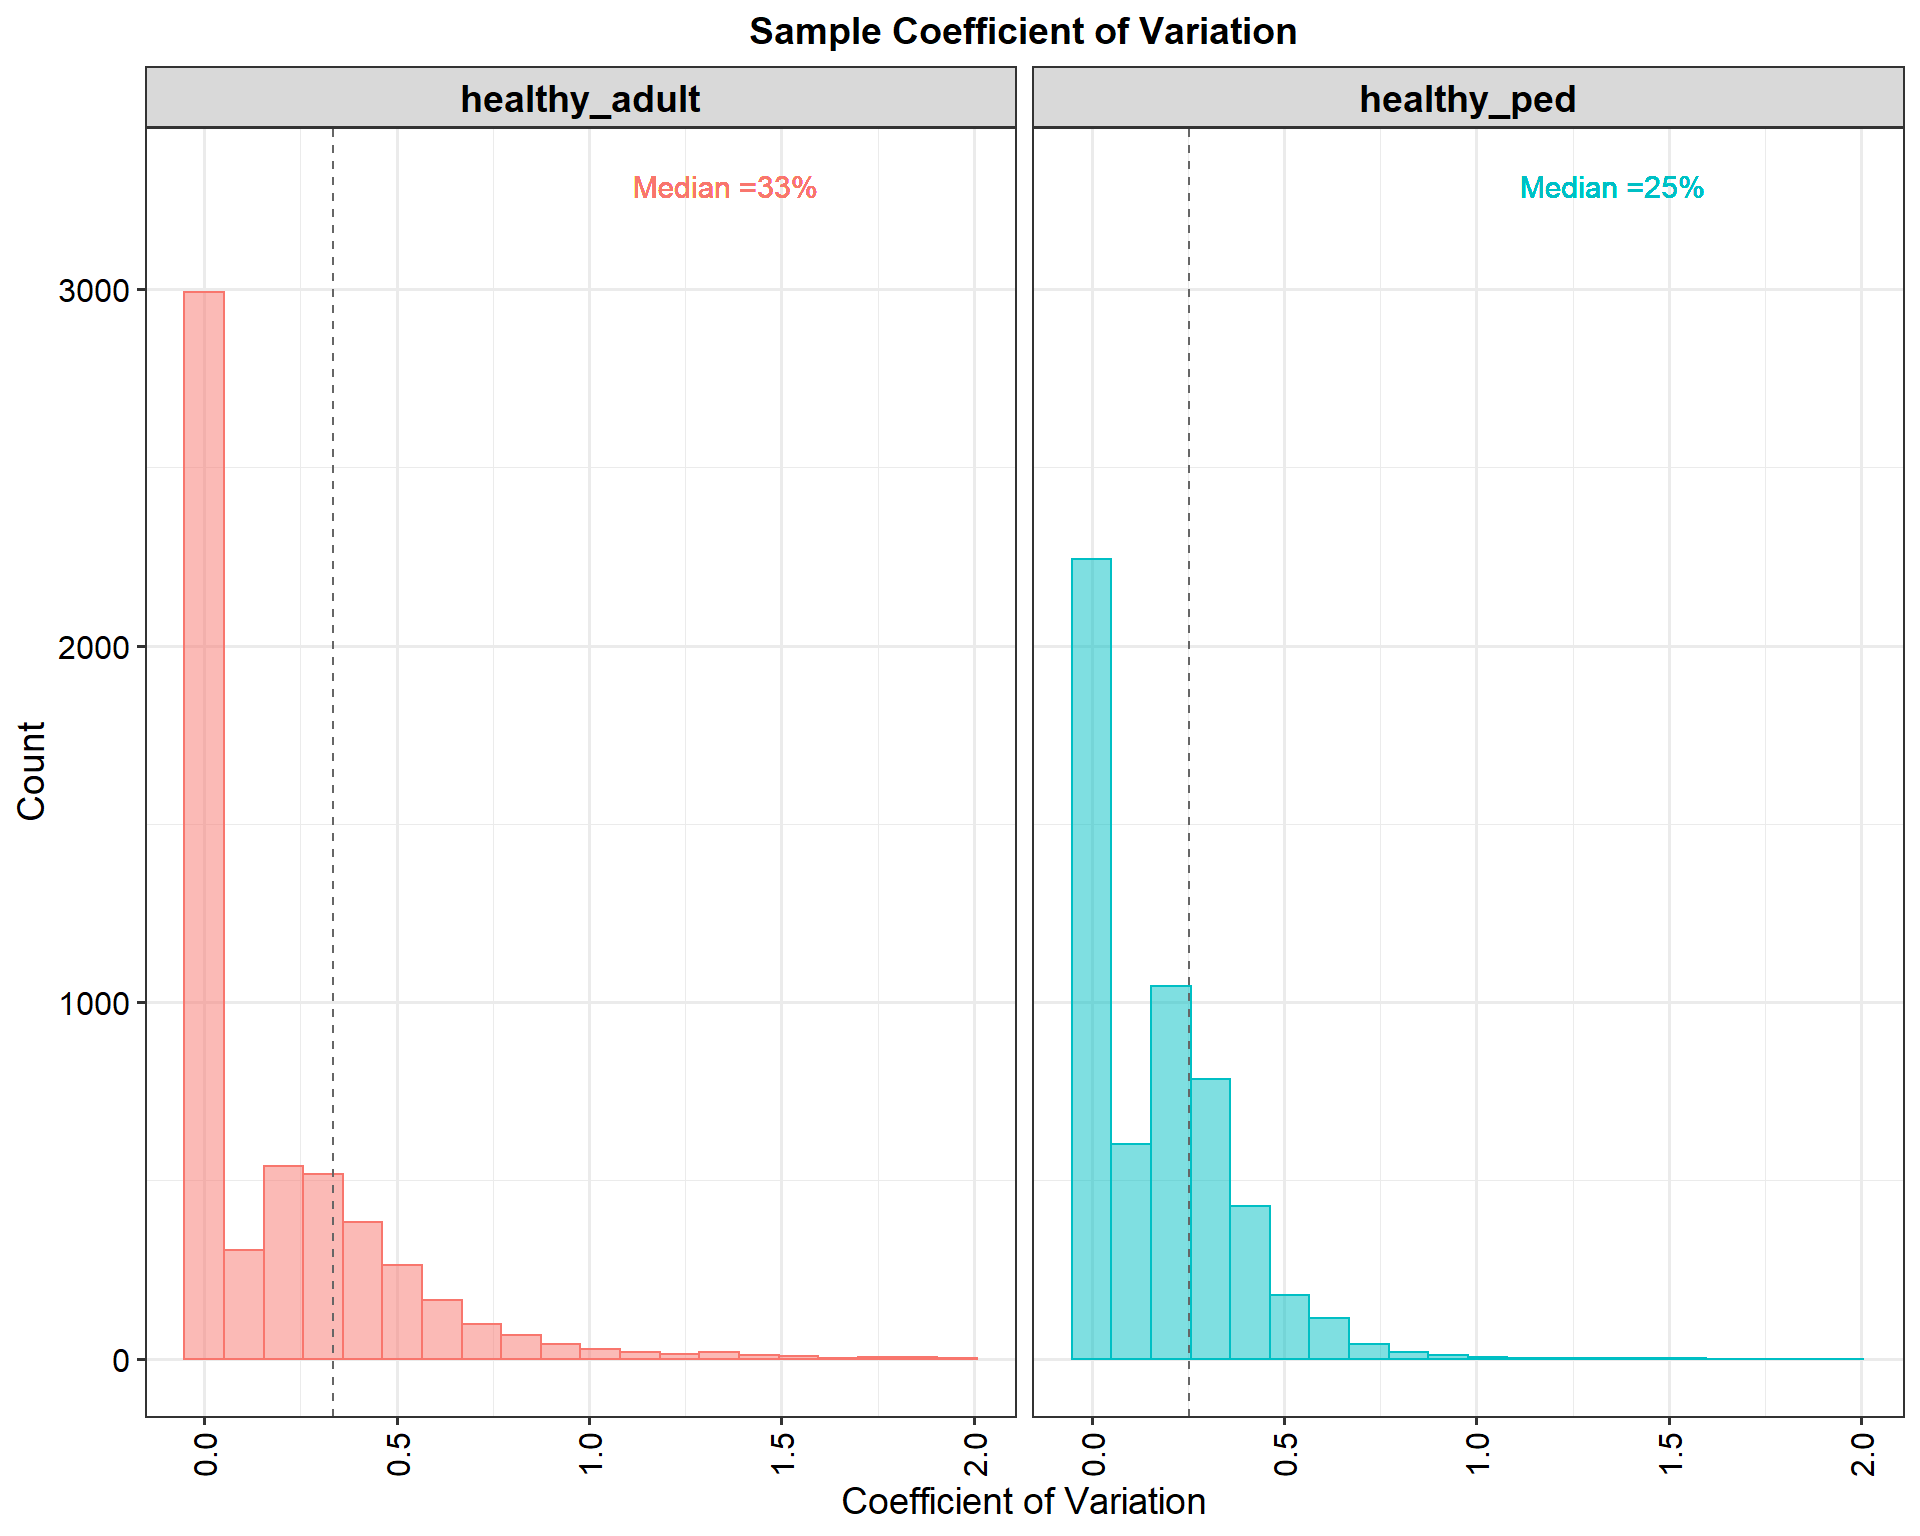 Sample Coefficient of Variation
healthy_adult
healthy_ped
Median =33%
Median =25%
3000
2000
1000
0
Count
0.0
0.5
1.0
1.5
2.0
0.0
0.5
1.0
1.5
2.0
Coefficient of Variation